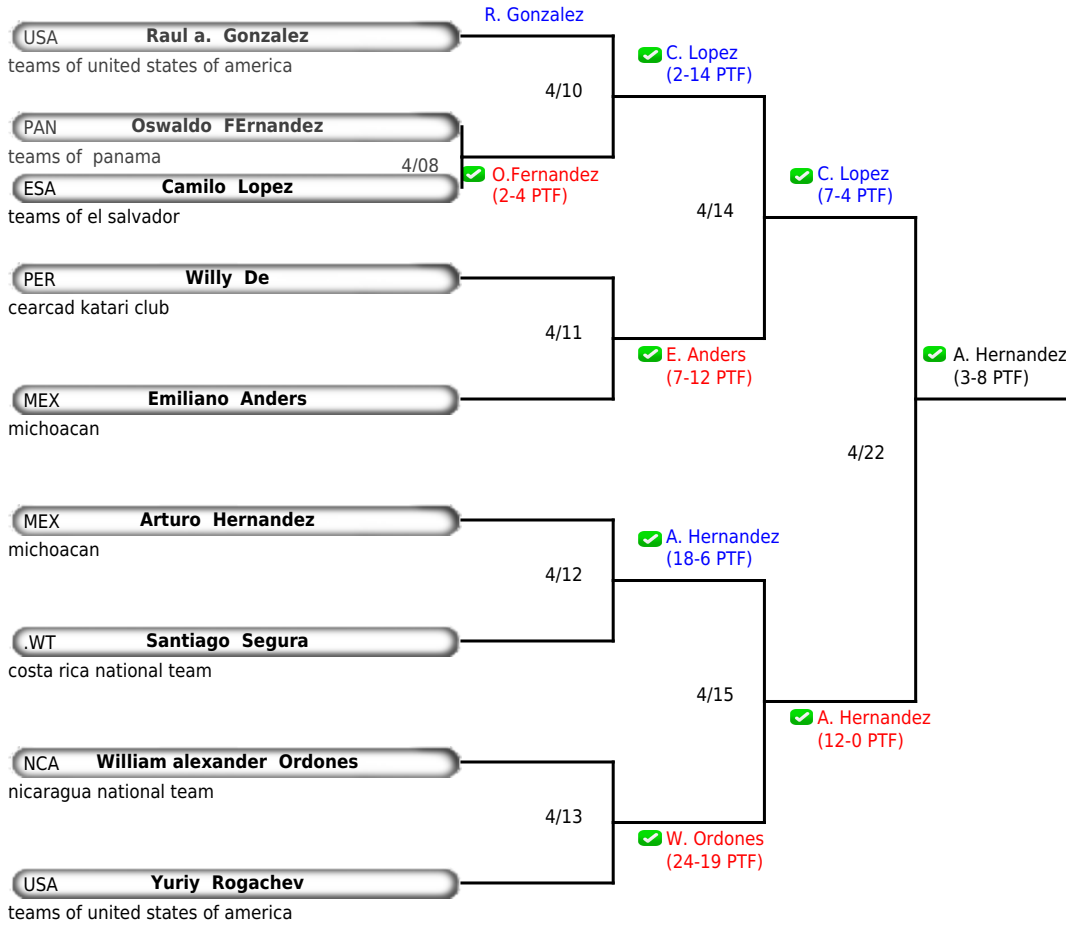 R. Gonzalez
USA Raul a. Gonzalez
teams of united states of america
C. Lopez
(2-14 PTF)
4/10
PAN Oswaldo FErnandez
teams of panama
4/08
O.Fernandez
(2-4 PTF)
C. Lopez
(7-4 PTF)
ESA Camilo Lopez
teams of el salvador
4/14
PER Willy De
cearcad katari club
4/11
E. Anders
(7-12 PTF)
A. Hernandez
(3-8 PTF)
MEX Emiliano Anders
michoacan
4/22
MEX Arturo Hernandez
michoacan
A. Hernandez
(18-6 PTF)
4/12
.WT Santiago Segura
costa rica national team
4/15
A. Hernandez
(12-0 PTF)
NCA William alexander Ordones
nicaragua national team
4/13
W. Ordones
(24-19 PTF)
USA Yuriy Rogachev
teams of united states of america